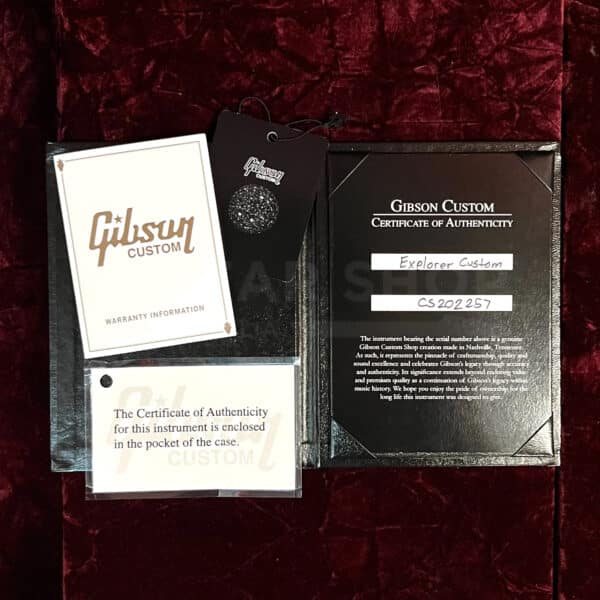 Gibson
CUSTOM
WARRANTY INFORMATION
Gibson
CUSTOM
The Certificate of Authenticity
for this instrument is enclosed
in the pocket of the case.
Gibson
CUSTOM
GIBSON CUSTOM
CERTIFICATE OF AUTHENTICITY
Explorer Custom
CS202257
The instrument bearing the serial number above is a genuine
Gibson Custom Shop creation made in Nashville, Tennessee.
As such, it represents the pinnacle of craftsmanship, quality and
sound excellence and celebrates Gibson's legacy through accuracy
and authenticity. Its significance extends beyond enduring value
and premium quality as a continuation of Gibson's legacy within
music history. We hope you enjoy the pride of ownership for the
long life this instrument was designed to give.